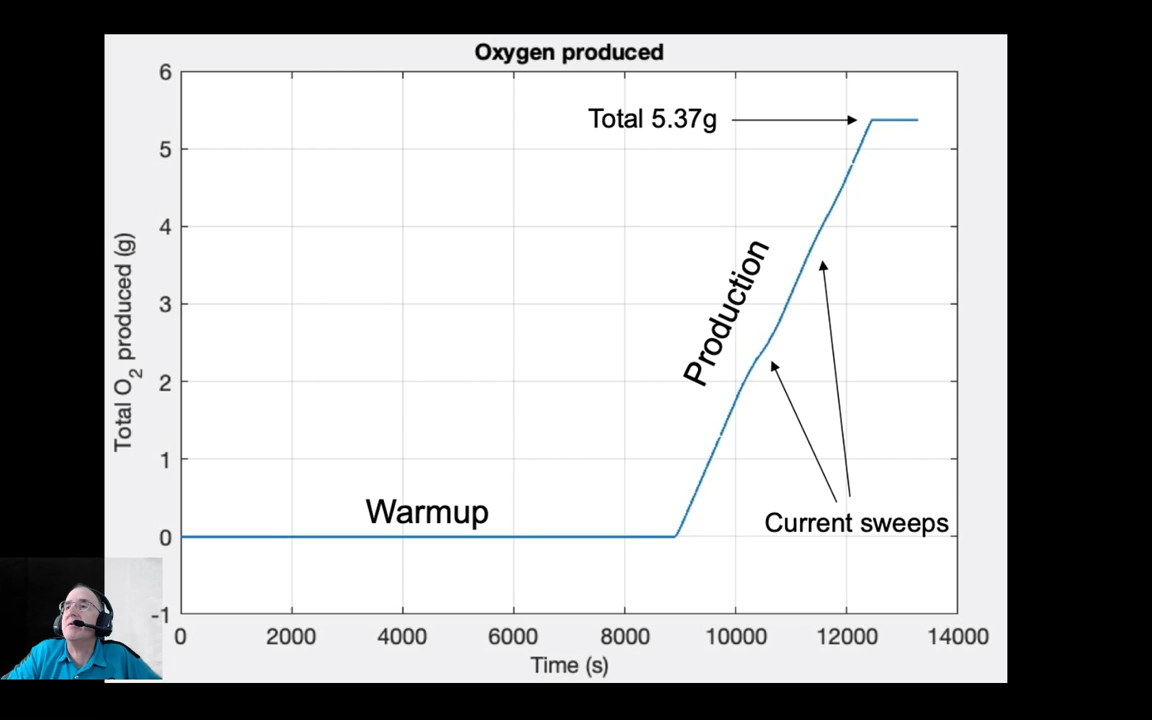 Oxygen produced
6
5
4
3
2
1
0
-1
Total O2 produced (g)
Total 5.37g
Production
Warmup
Current sweeps
0 2000 4000 6000 8000 10000 12000 14000
Time (s)